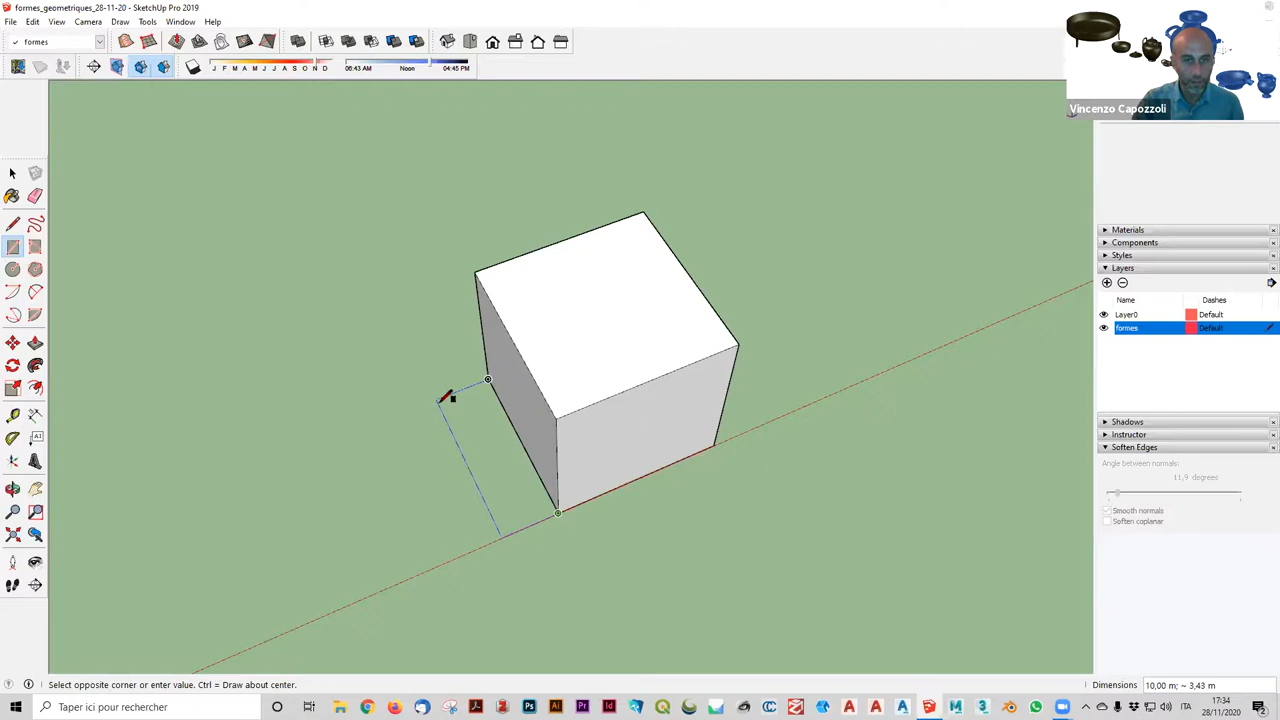 formes_geometriques_28-11-20 - SketchUp Pro 2019
File Edit View Camera Draw Tools Window Help
formes
J F M A M J J A S O N D 06:43 AM Noon 04:45 PM
Vincenzo Capozzoli
Materials
Components
Styles
Layers
Name Dashes
Layer0 Default
formes Default
Shadows
Instructor
Soften Edges
Angle between normals:
11,9 degrees
Smooth normals
Soften coplanar
Select opposite corner or enter value. Ctrl = Draw about center.
Dimensions 10,00 m; ~ 3,43 m
Taper ici pour rechercher
17:34
28/11/2020